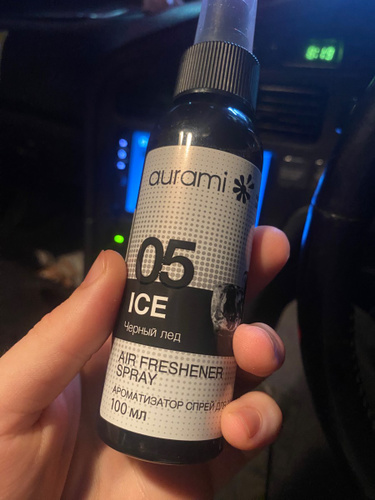 aurami
05
ICE
Черный лед
AIR FRESHENER
SPRAY
АРОМАТИЗАТОР СПРЕЙ ДЛЯ
100 МЛ